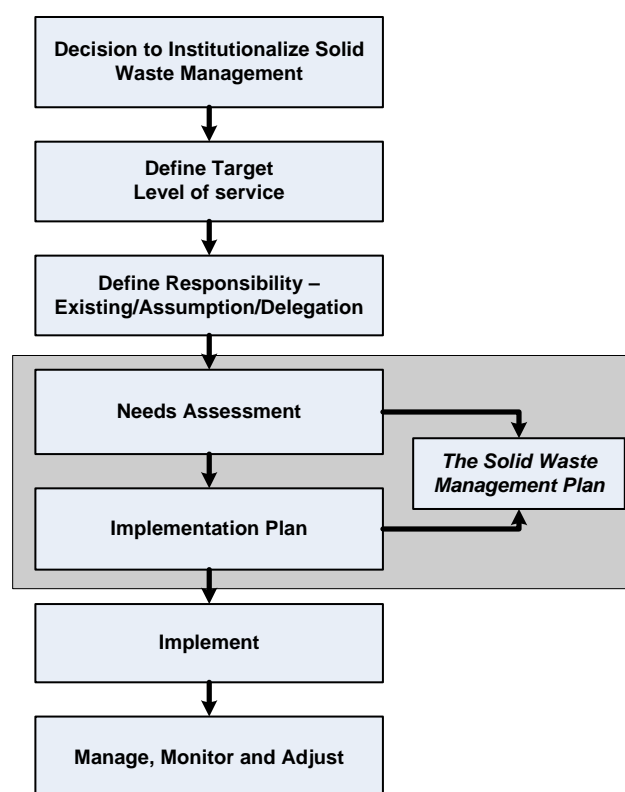 Decision to Institutionalize Solid
Waste Management
Define Target
Level of service
Define Responsibility –
Existing/Assumption/Delegation
Needs Assessment
The Solid Waste
Management Plan
Implementation Plan
Implement
Manage, Monitor and Adjust